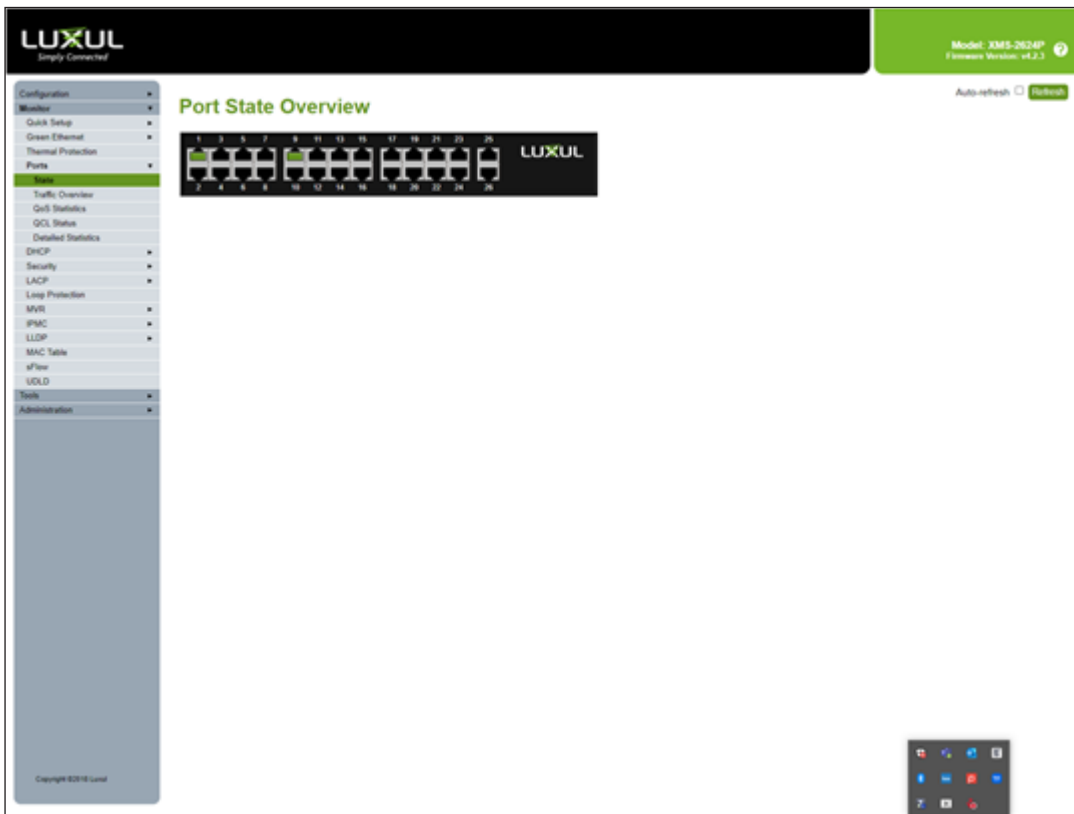 LUXUL
Simply Connected
Model: XMS-2624P
Firmware Version: v4.2.3
?
Auto-refresh
Refresh
Configuration
Monitor
Quick Setup
Green Ethernet
Thermal Protection
Ports
State
Traffic Overview
QoS Statistics
QCL Status
Detailed Statistics
DHCP
Security
LACP
Loop Protection
MVR
IPMC
LLDP
MAC Table
sFlow
UDLD
Tools
Administration
Port State Overview
1 3 5 7 9 11 13 15 17 19 21 23 25
LUXUL
2 4 6 8 10 12 14 16 18 20 22 24 26
Copyright ©2018 Luxul